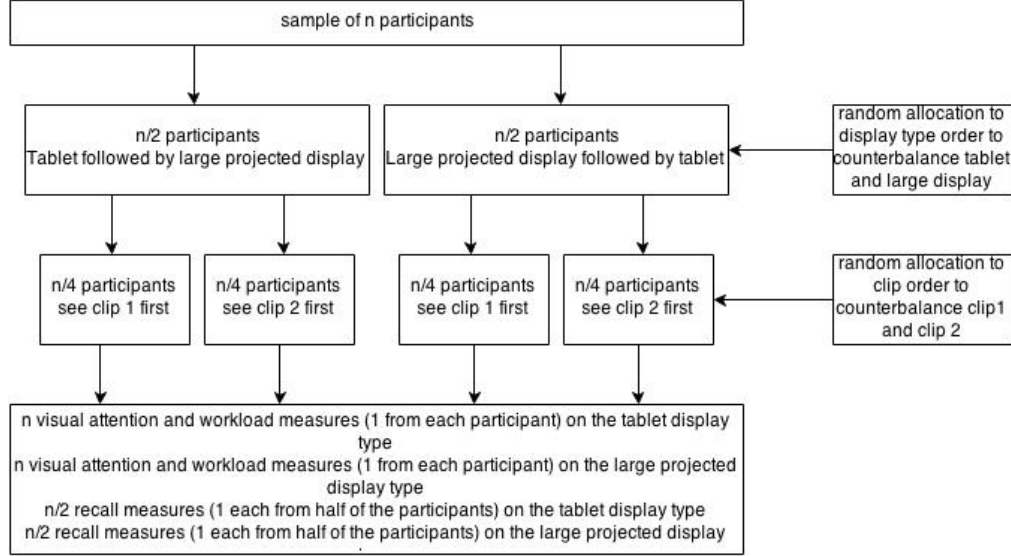 sample of n participants
n/2 participants
Tablet followed by large projected display
n/2 participants
Large projected display followed by tablet
random allocation to
display type order to
counterbalance tablet
and large display
n/4 participants
see clip 1 first
n/4 participants
see clip 2 first
n/4 participants
see clip 1 first
n/4 participants
see clip 2 first
random allocation to
clip order to
counterbalance clip1
and clip 2
n visual attention and workload measures (1 from each participant) on the tablet display
type
n visual attention and workload measures (1 from each participant) on the large projected
display type
n/2 recall measures (1 each from half of the participants) on the tablet display type
n/2 recall measures (1 each from half of the participants) on the large projected display